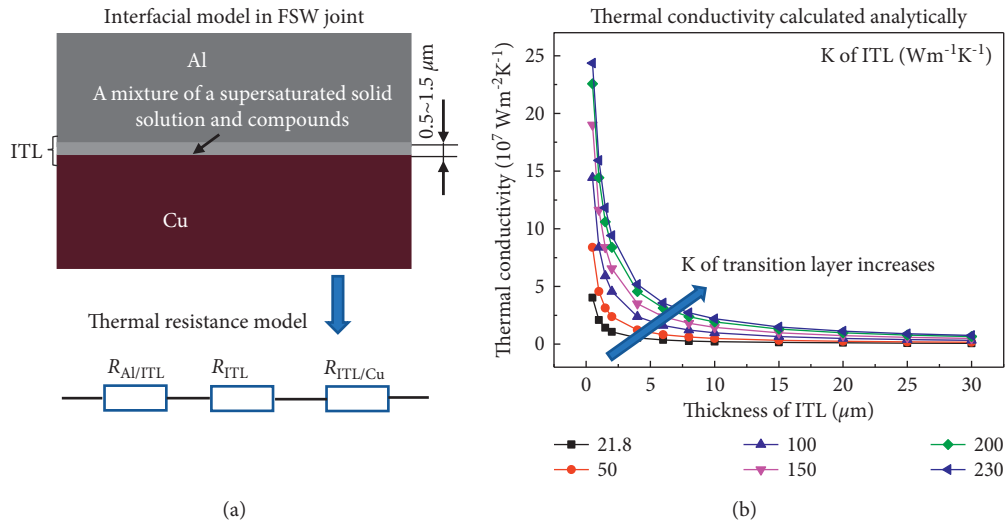 Interfacial model in FSW joint
Al
A mixture of a supersaturated solid
solution and compounds
ITL
0.5~1.5 μm
Cu
Thermal resistance model
R_Al/ITL
R_ITL
R_ITL/Cu
(a)
Thermal conductivity calculated analytically
K of ITL (Wm⁻¹K⁻¹)
Thermal conductivity (10⁷ Wm⁻²K⁻¹)
25
20
15
10
5
0
K of transition layer increases
0 5 10 15 20 25 30
Thickness of ITL (μm)
21.8 100 200
50 150 230
(b)